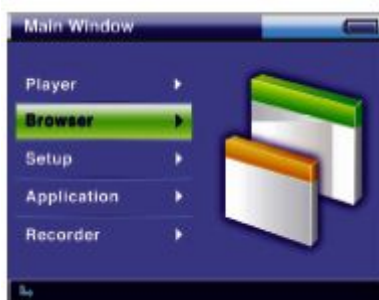 Main Window
Player
Browser
Setup
Application
Recorder